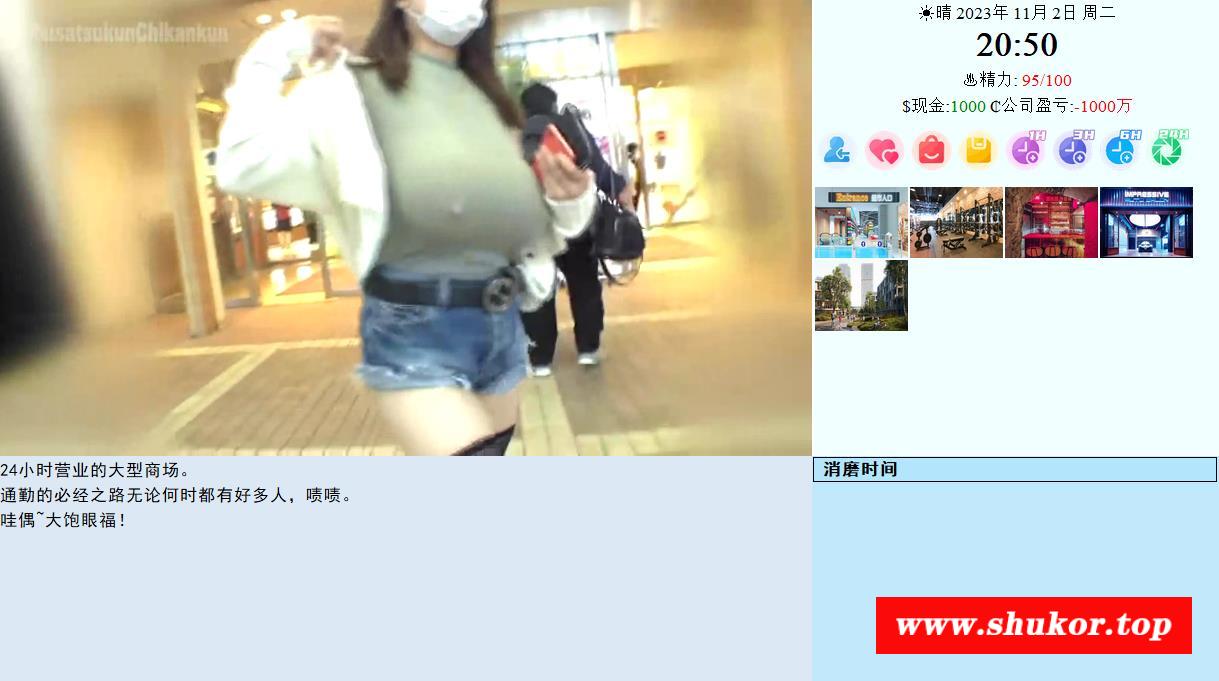 usatsukunChikankun
☀晴 2023年 11月 2日 周二
20:50
♨精力: 95/100
$现金:1000 ₵公司盈亏:-1000万
1H
3H
6H
24H
Entrance
IMPRESSIVE
24小时营业的大型商场。
通勤的必经之路无论何时都有好多人，啧啧。
哇偶~大饱眼福！
消磨时间
www.shukor.top